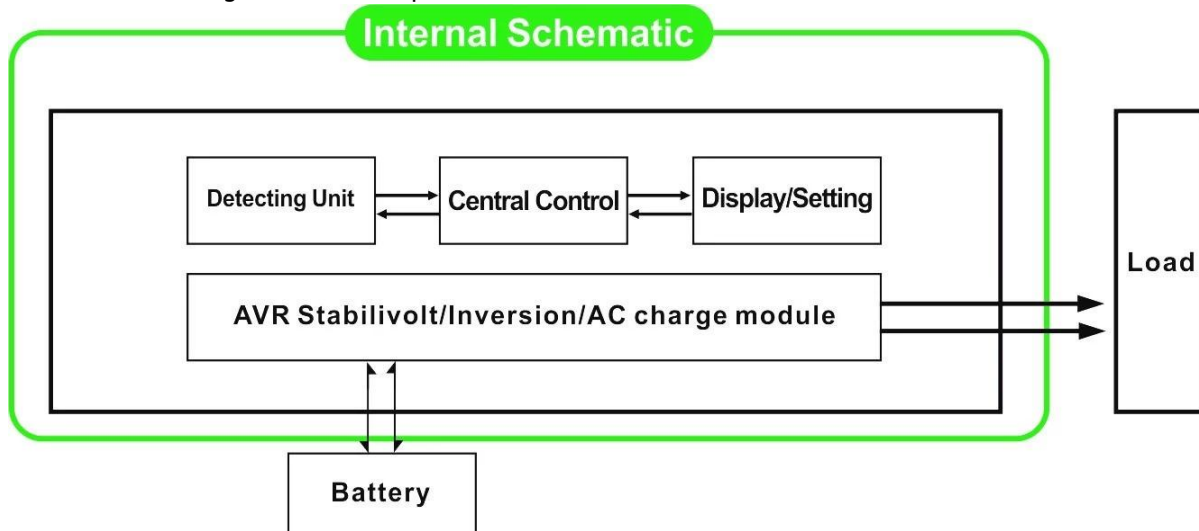 Internal Schematic
Detecting Unit
Central Control
Display/Setting
Load
AVR Stabilivolt/Inversion/AC charge module
Battery